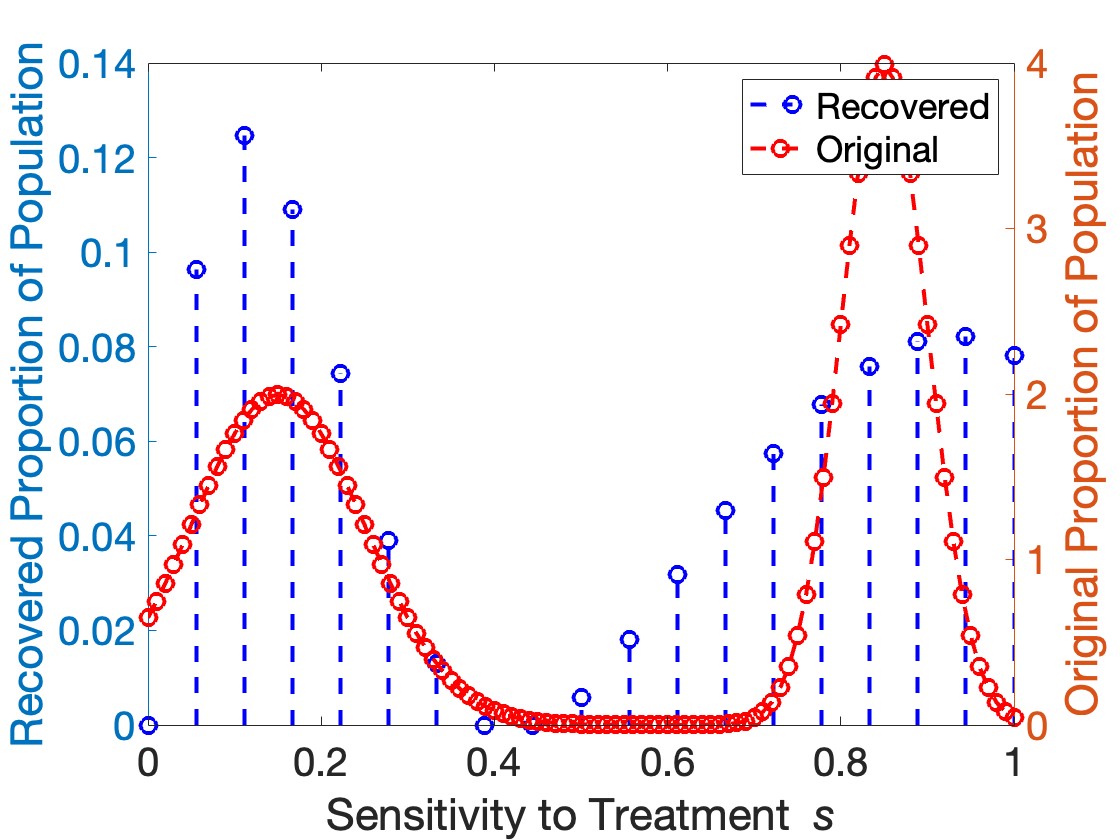 Recovered Proportion of Population
0.14
0.12
0.1
0.08
0.06
0.04
0.02
0
Recovered
Original
4
3
2
1
0
Original Proportion of Population
0 0.2 0.4 0.6 0.8 1
Sensitivity to Treatment s